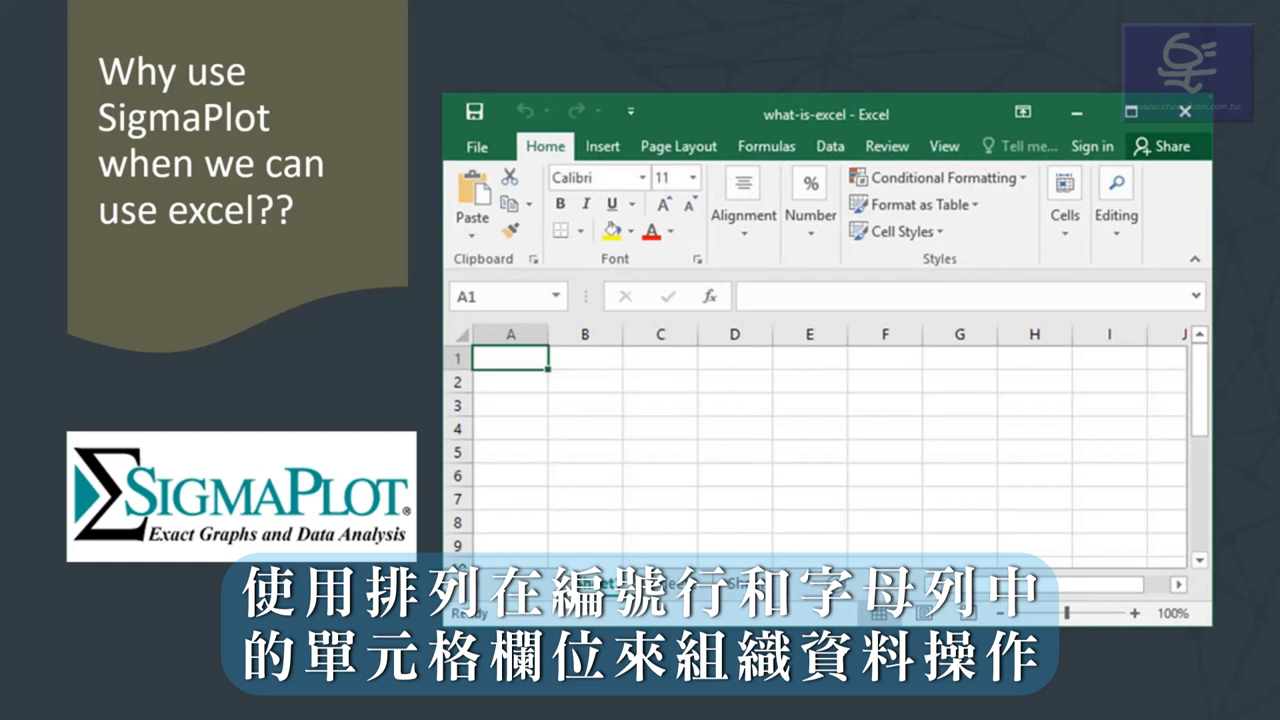 Why use
SigmaPlot
when we can
use excel??
what-is-excel - Excel
File Home Insert Page Layout Formulas Data Review View Tell me... Sign in Share
Calibri 11
Conditional Formatting
B I U A A
% Format as Table
Paste Alignment Number Cells Editing
Cell Styles
Clipboard Font Styles
A1 fx
A B C D E F G H I J
1
2
3
4
5
6
7
8
9
SIGMAPLOT®
Exact Graphs and Data Analysis
Ready
100%
使用排列在編號行和字母列中
的單元格欄位來組織資料操作